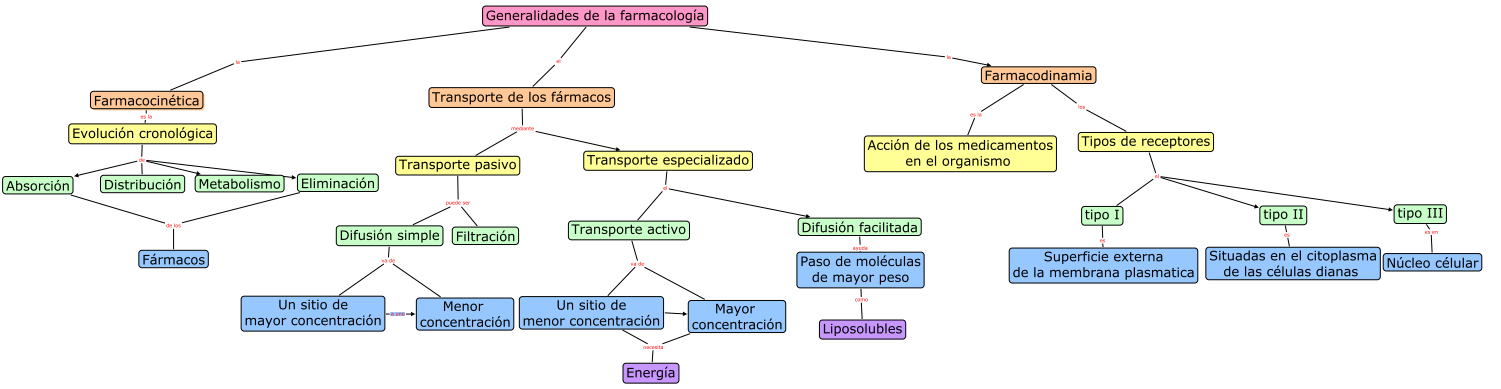 Generalidades de la farmacología
la
el
la
Farmacocinética
Transporte de los fármacos
Farmacodinamia
es la
mediante
es la
los
Evolución cronológica
Transporte pasivo
Transporte especializado
Acción de los medicamentos
en el organismo
Tipos de receptores
de
puede ser
el
el
Absorción
Distribución
Metabolismo
Eliminación
de los
Fármacos
Difusión simple
Filtración
Transporte activo
Difusión facilitada
tipo I
tipo II
tipo III
va de
va de
ayuda
es
es
es en
Un sitio de
mayor concentración
Menor
concentración
Un sitio de
menor concentración
Mayor
concentración
Paso de moléculas
de mayor peso
Superficie externa
de la membrana plasmatica
Situadas en el citoplasma
de las células dianas
Núcleo célular
como
necesita
Liposolubles
Energía